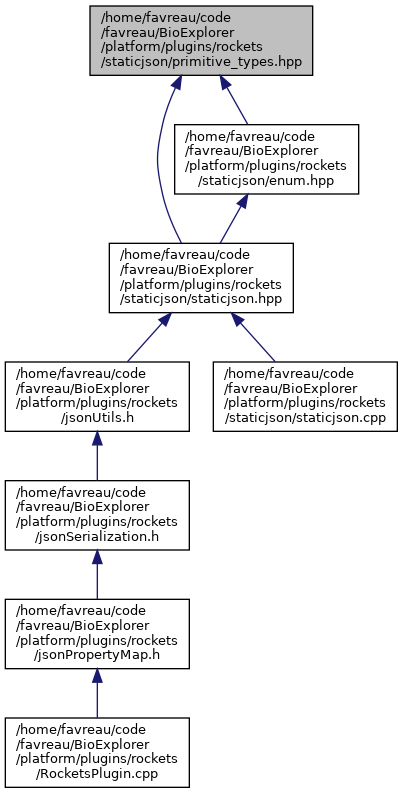 /home/favreau/code
/favreau/BioExplorer
/platform/plugins/rockets
/staticjson/primitive_types.hpp
/home/favreau/code
/favreau/BioExplorer
/platform/plugins/rockets
/staticjson/enum.hpp
/home/favreau/code
/favreau/BioExplorer
/platform/plugins/rockets
/staticjson/staticjson.hpp
/home/favreau/code
/favreau/BioExplorer
/platform/plugins/rockets
/jsonUtils.h
/home/favreau/code
/favreau/BioExplorer
/platform/plugins/rockets
/staticjson/staticjson.cpp
/home/favreau/code
/favreau/BioExplorer
/platform/plugins/rockets
/jsonSerialization.h
/home/favreau/code
/favreau/BioExplorer
/platform/plugins/rockets
/jsonPropertyMap.h
/home/favreau/code
/favreau/BioExplorer
/platform/plugins/rockets
/RocketsPlugin.cpp